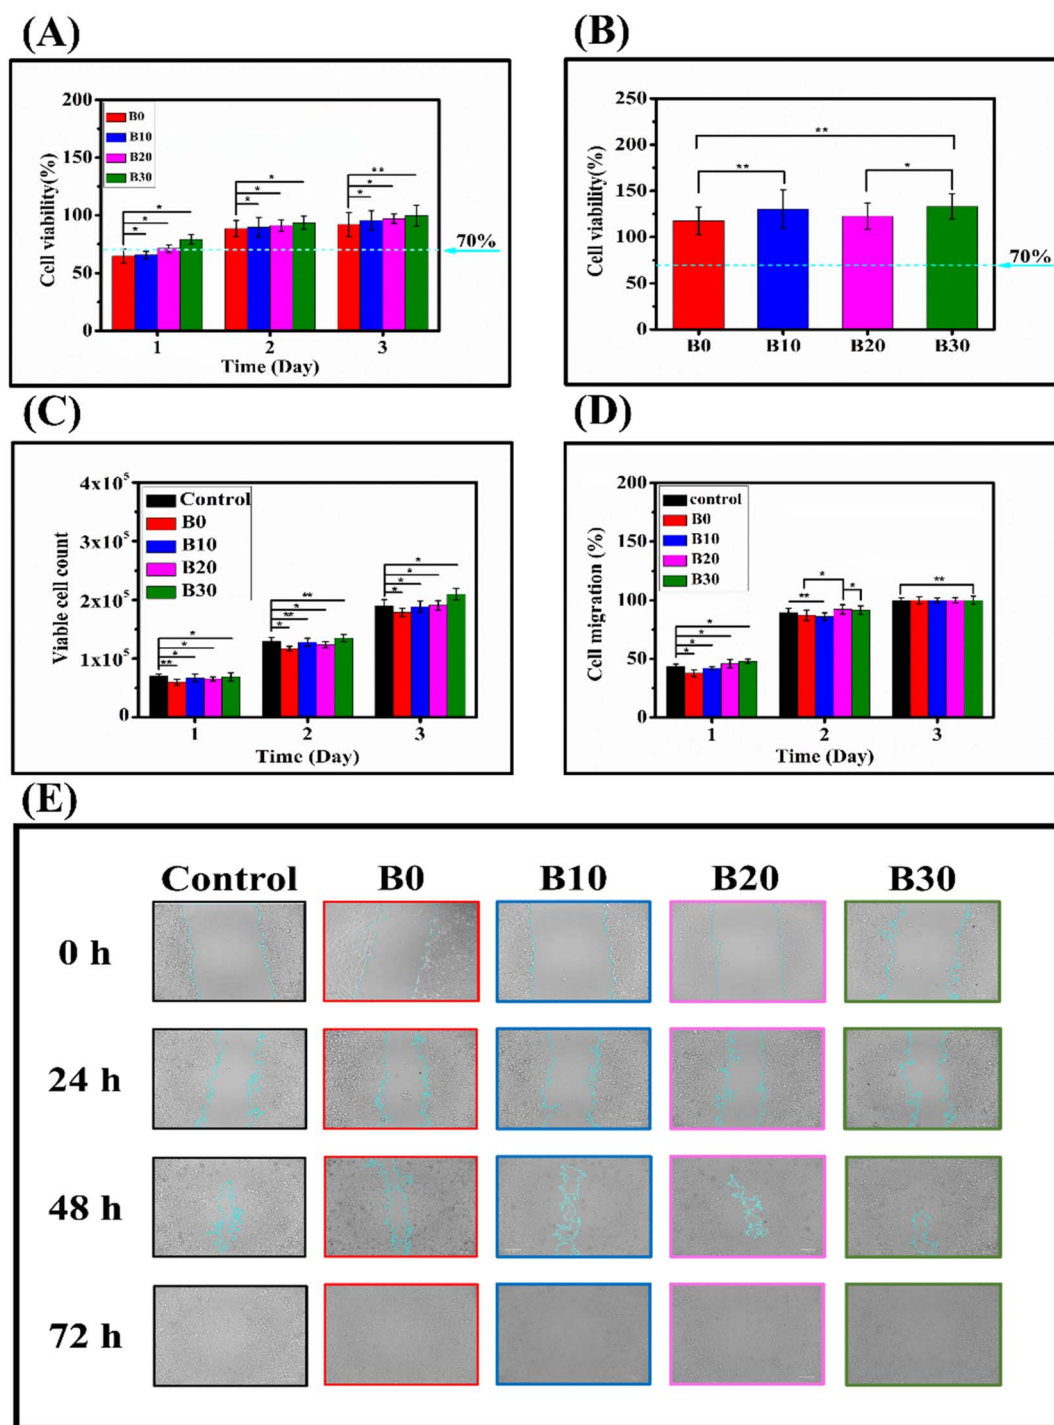 (A)
200
150
100
50
0
Cell viability(%)
B0
B10
B20
B30
*
*
*
*
*
*
**
*
*
70%
1 2 3
Time (Day)
(B)
250
200
150
100
50
0
Cell viability(%)
**
**
*
70%
B0 B10 B20 B30
(C)
4x10⁵
3x10⁵
2x10⁵
1x10⁵
0
Viable cell count
Control
B0
B10
B20
B30
*
*
*
**
**
*
**
*
*
*
*
*
1 2 3
Time (Day)
(D)
200
150
100
50
0
Cell migration (%)
control
B0
B10
B20
B30
*
*
*
*
*
**
*
**
1 2 3
Time (Day)
(E)
Control B0 B10 B20 B30
0 h
24 h
48 h
72 h